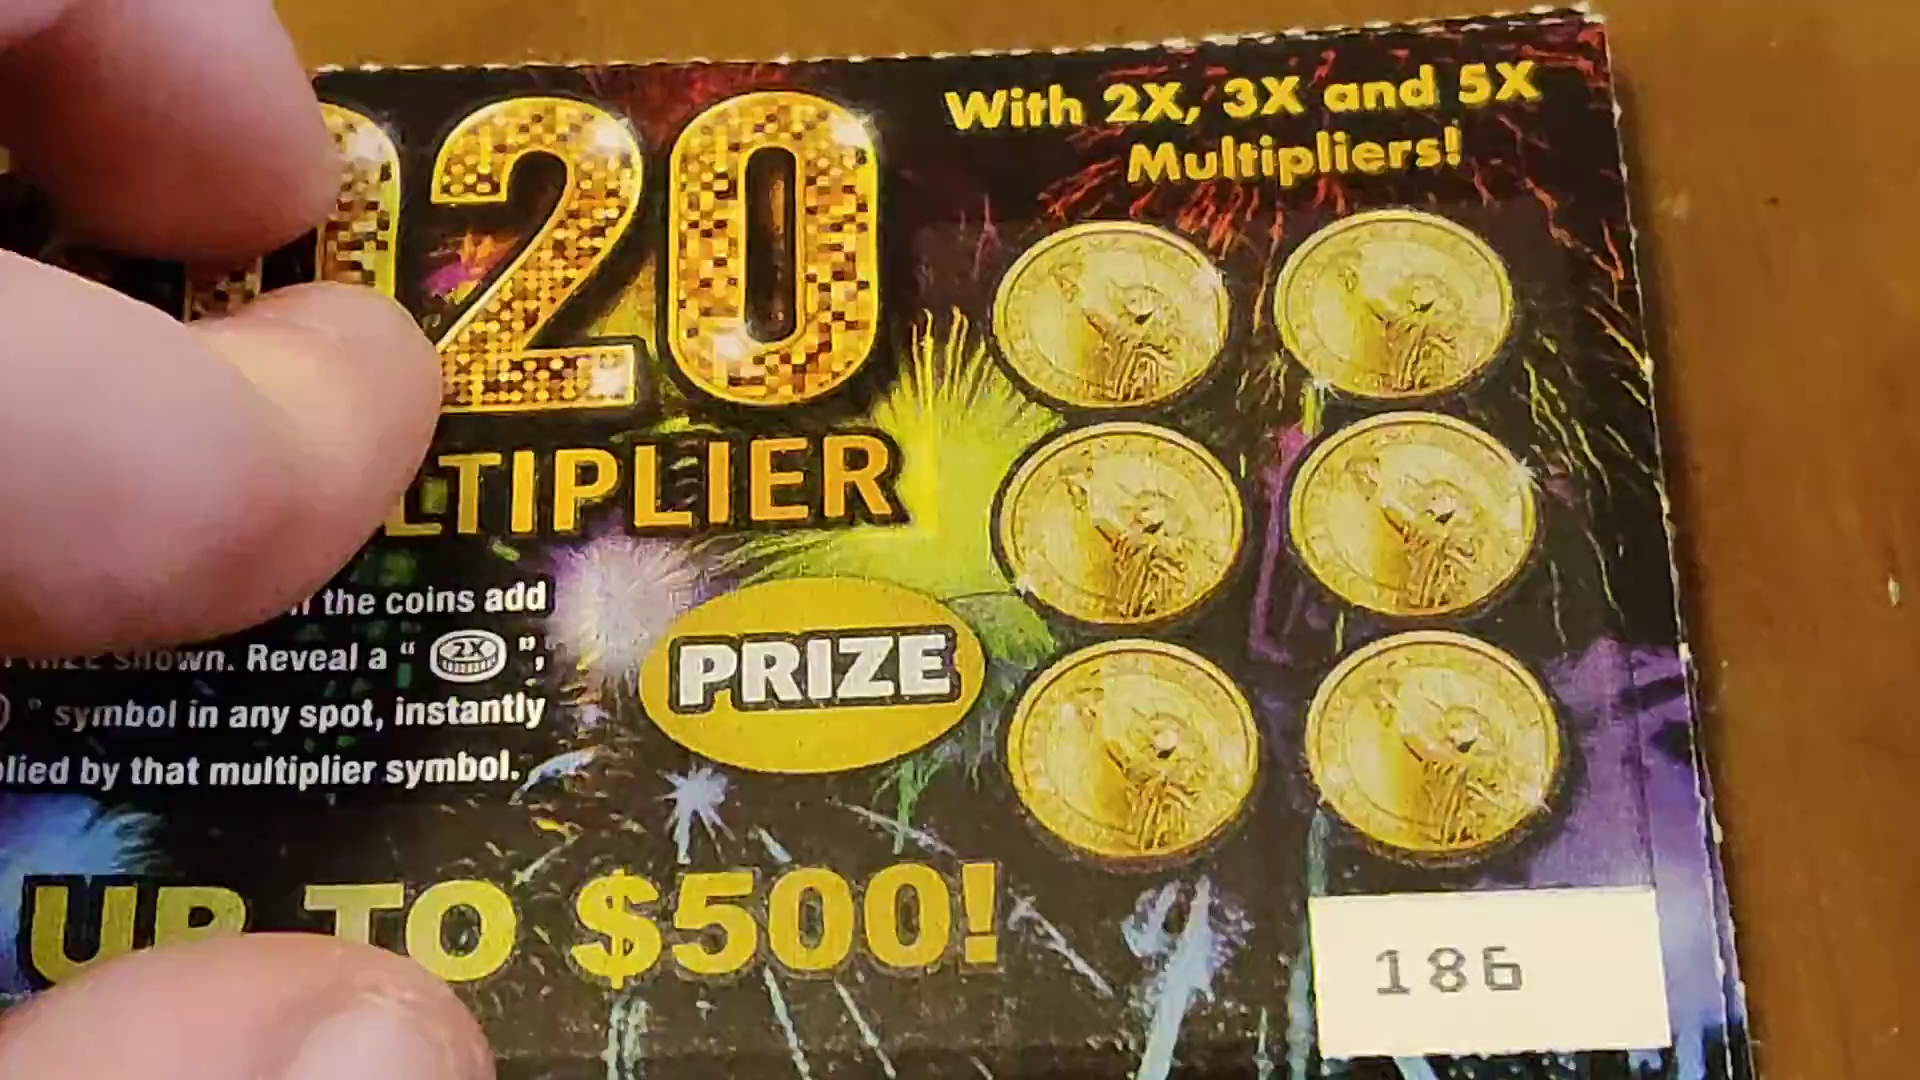 With 2X, 3X and 5X
Multipliers!
20
LTIPLIER
the coins add
shown. Reveal a " 2X ",
" symbol in any spot, instantly
lied by that multiplier symbol.
PRIZE
UP TO $500!
186